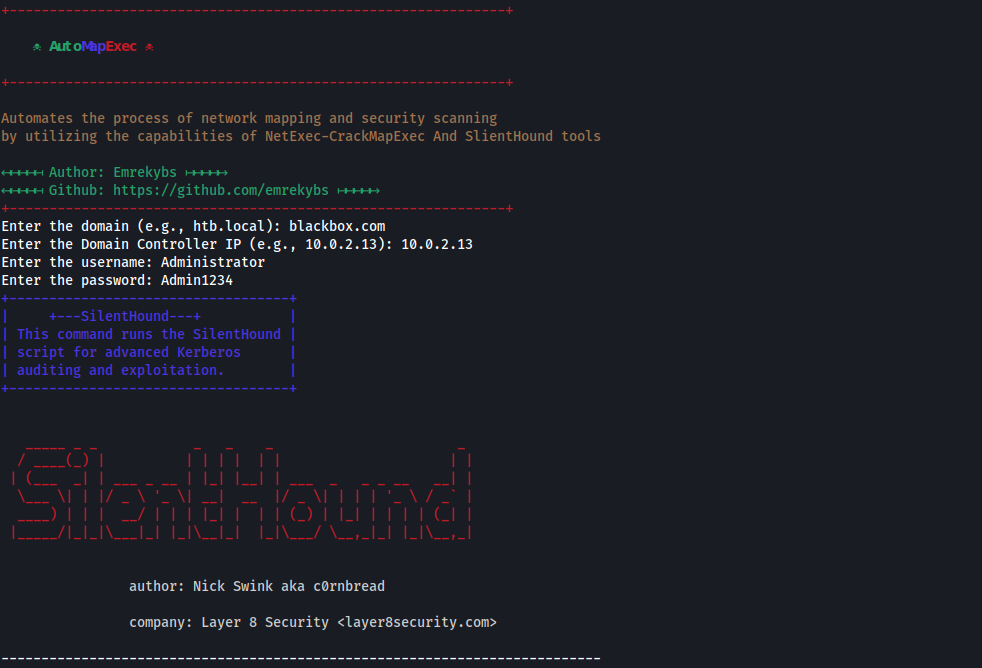 AutoMapExec
Automates the process of network mapping and security scanning
by utilizing the capabilities of NetExec-CrackMapExec And SlientHound tools
Author: Emrekybs
Github: https://github.com/emrekybs
Enter the domain (e.g., htb.local): blackbox.com
Enter the Domain Controller IP (e.g., 10.0.2.13): 10.0.2.13
Enter the username: Administrator
Enter the password: Admin1234
+---SilentHound---+
This command runs the SilentHound
script for advanced Kerberos
auditing and exploitation.
SilentHound
author: Nick Swink aka c0rnbread
company: Layer 8 Security <layer8security.com>